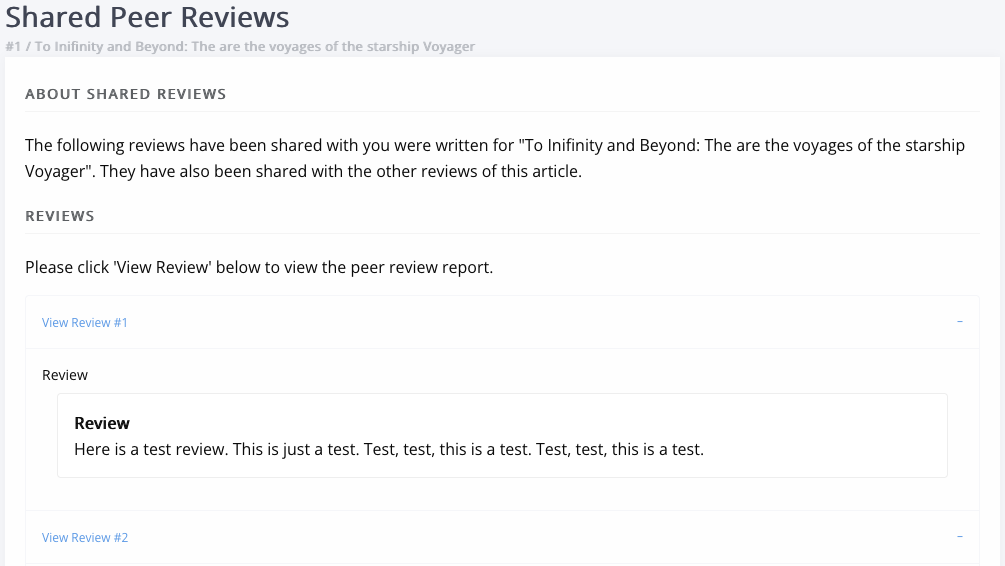 Shared Peer Reviews
#1 / To Inifinity and Beyond: The are the voyages of the starship Voyager
ABOUT SHARED REVIEWS
The following reviews have been shared with you were written for "To Inifinity and Beyond: The are the voyages of the starship
Voyager". They have also been shared with the other reviews of this article.
REVIEWS
Please click 'View Review' below to view the peer review report.
View Review #1 –
Review
Review
Here is a test review. This is just a test. Test, test, this is a test. Test, test, this is a test.
View Review #2 –